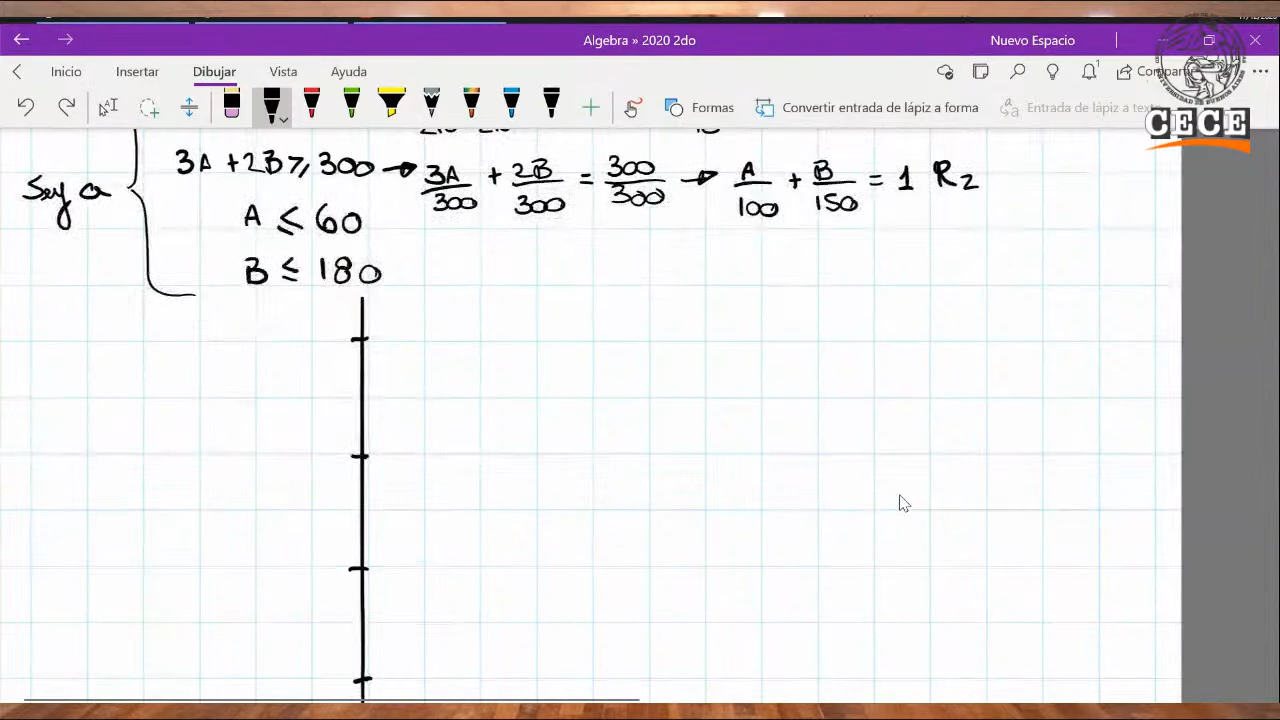 Algebra » 2020 2do
Nuevo Espacio
Inicio Insertar Dibujar Vista Ayuda
Compartir
Formas Convertir entrada de lápiz a forma Entrada de lápiz a texto
CECE
3A + 2B ≥ 300 → 3A/300 + 2B/300 = 300/300 → A/100 + B/150 = 1 R2
A ≤ 60
B ≤ 180